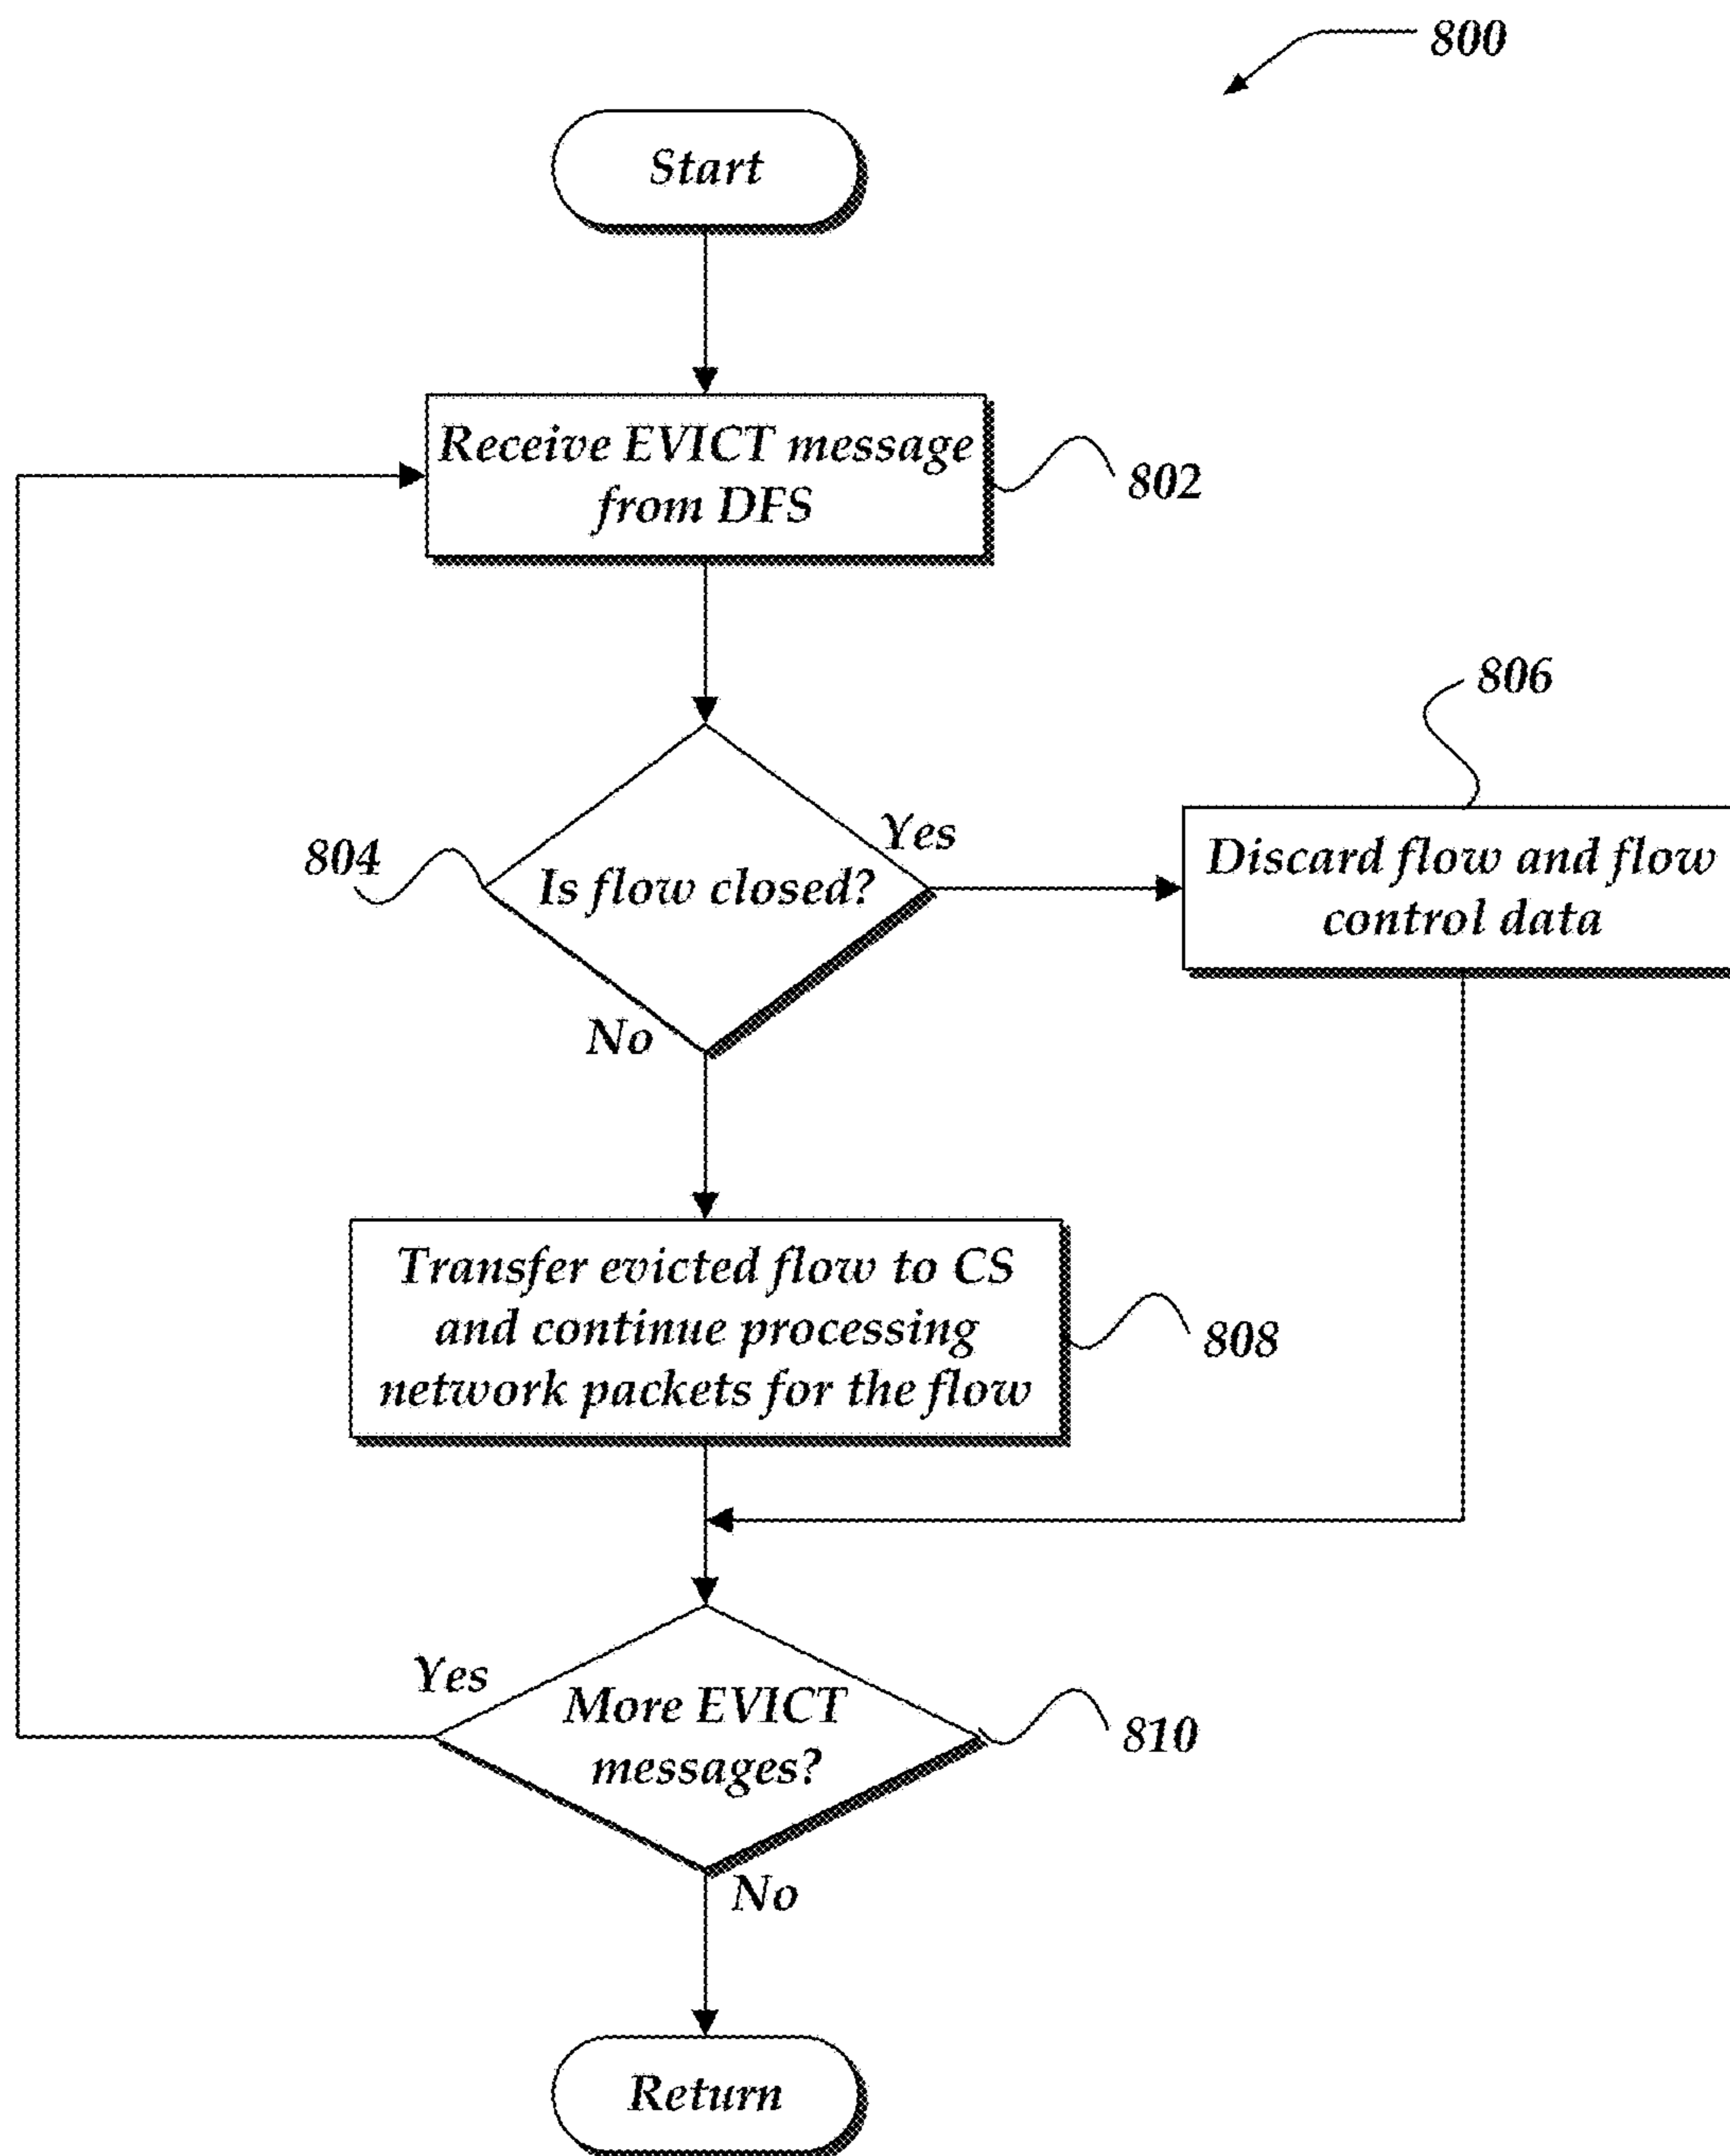 800
Start
Receive EVICT message
from DFS
802
806
Yes
804
Is flow closed?
Discard flow and flow
control data
No
Transfer evicted flow to CS
and continue processing
network packets for the flow
808
Yes
More EVICT
messages?
810
No
Return